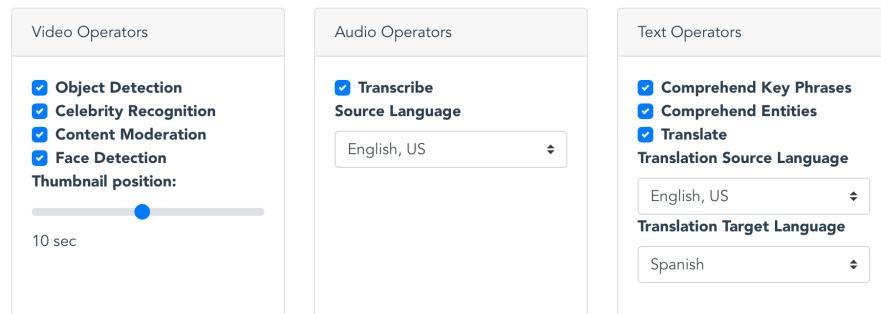 Video Operators
Object Detection
Celebrity Recognition
Content Moderation
Face Detection
Thumbnail position:
10 sec
Audio Operators
Transcribe
Source Language
English, US
Text Operators
Comprehend Key Phrases
Comprehend Entities
Translate
Translation Source Language
English, US
Translation Target Language
Spanish